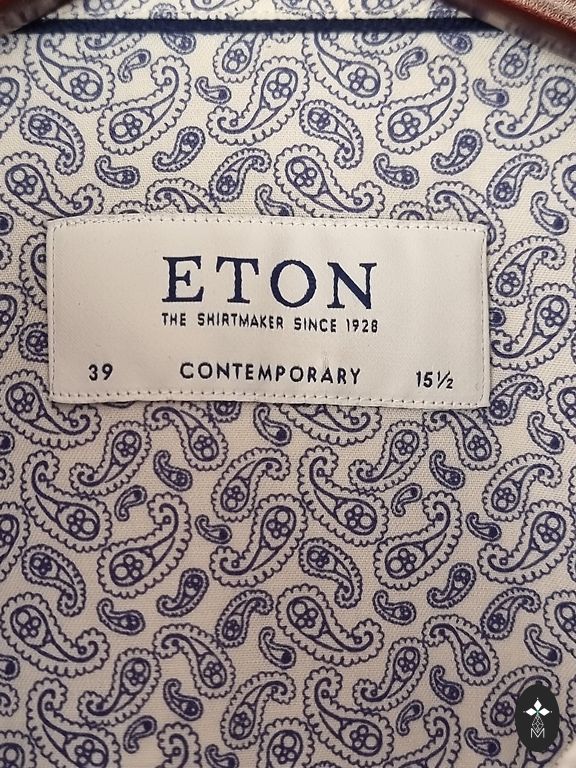 ETON
THE SHIRTMAKER SINCE 1928
39 CONTEMPORARY 15½
M